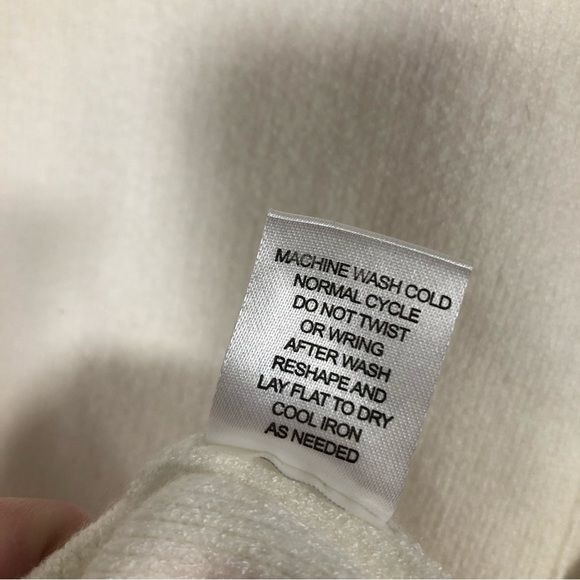 MACHINE WASH COLD
NORMAL CYCLE
DO NOT TWIST
OR WRING
AFTER WASH
RESHAPE AND
LAY FLAT TO DRY
COOL IRON
AS NEEDED